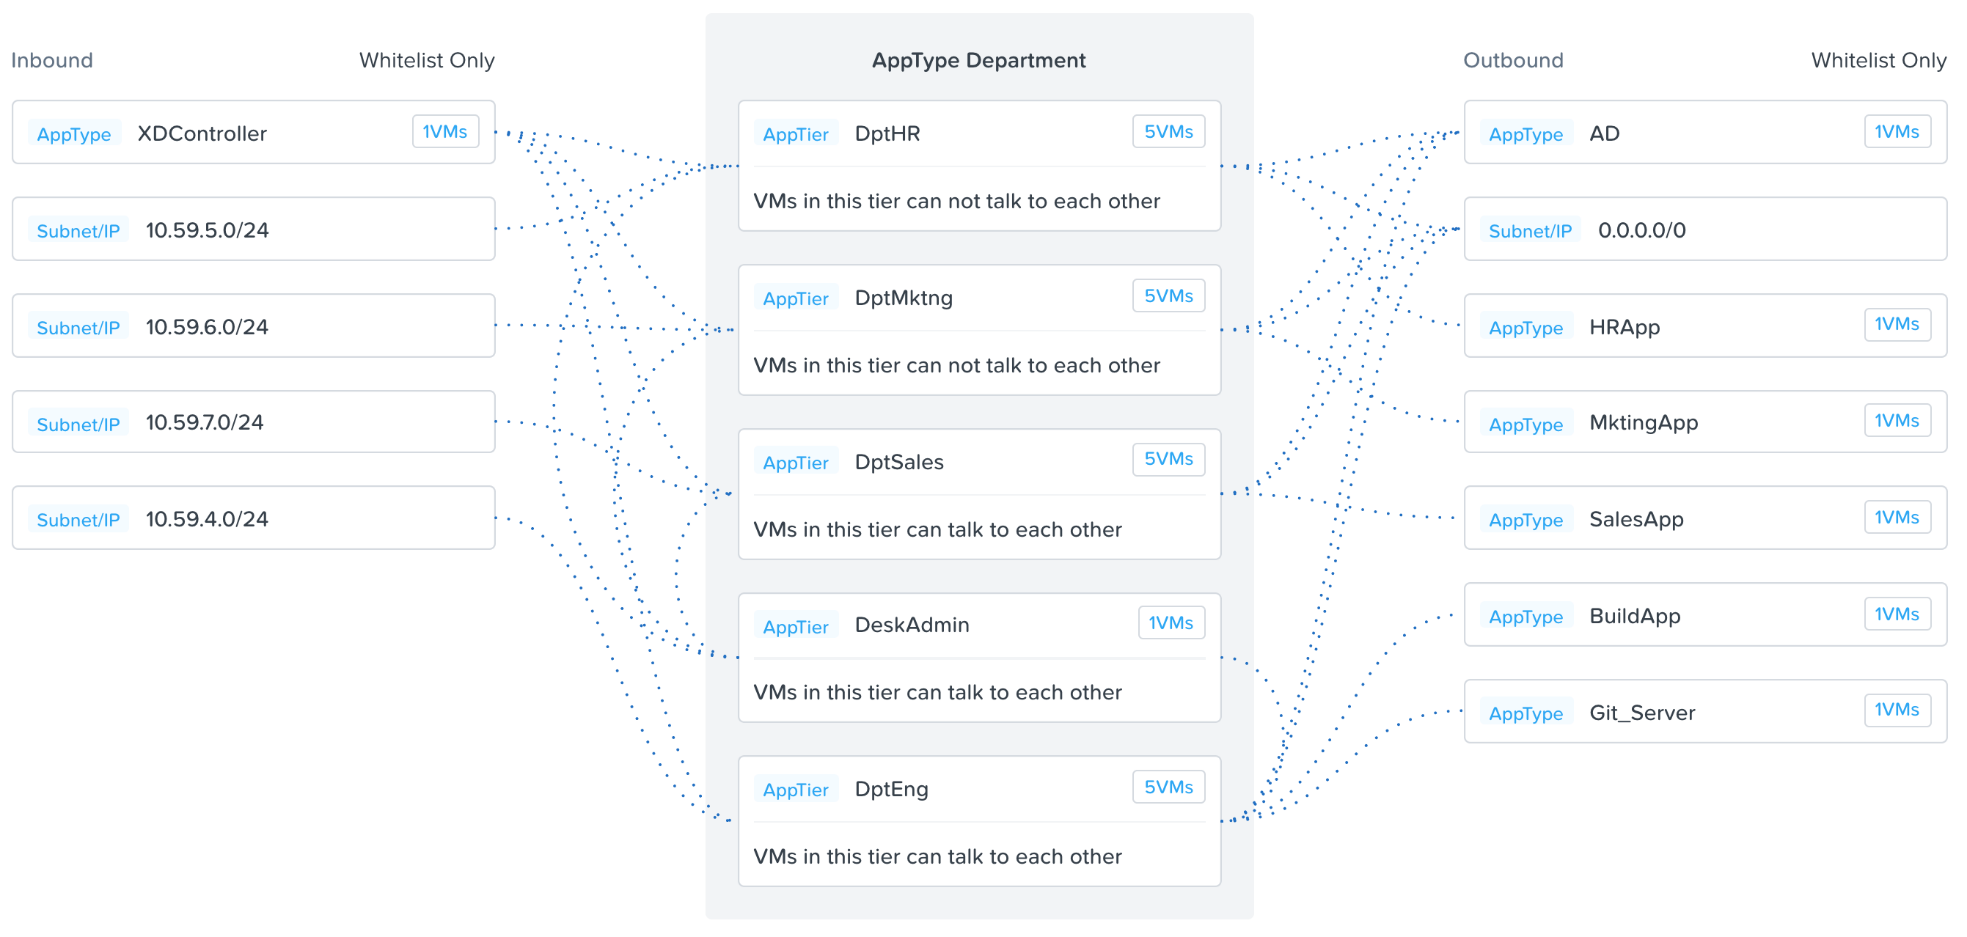 Inbound
Whitelist Only
AppType XDController 1VMs
Subnet/IP 10.59.5.0/24
Subnet/IP 10.59.6.0/24
Subnet/IP 10.59.7.0/24
Subnet/IP 10.59.4.0/24
AppType Department
AppTier DptHR 5VMs
VMs in this tier can not talk to each other
AppTier DptMktng 5VMs
VMs in this tier can not talk to each other
AppTier DptSales 5VMs
VMs in this tier can talk to each other
AppTier DeskAdmin 1VMs
VMs in this tier can talk to each other
AppTier DptEng 5VMs
VMs in this tier can talk to each other
Outbound
Whitelist Only
AppType AD 1VMs
Subnet/IP 0.0.0.0/0
AppType HRApp 1VMs
AppType MktingApp 1VMs
AppType SalesApp 1VMs
AppType BuildApp 1VMs
AppType Git_Server 1VMs